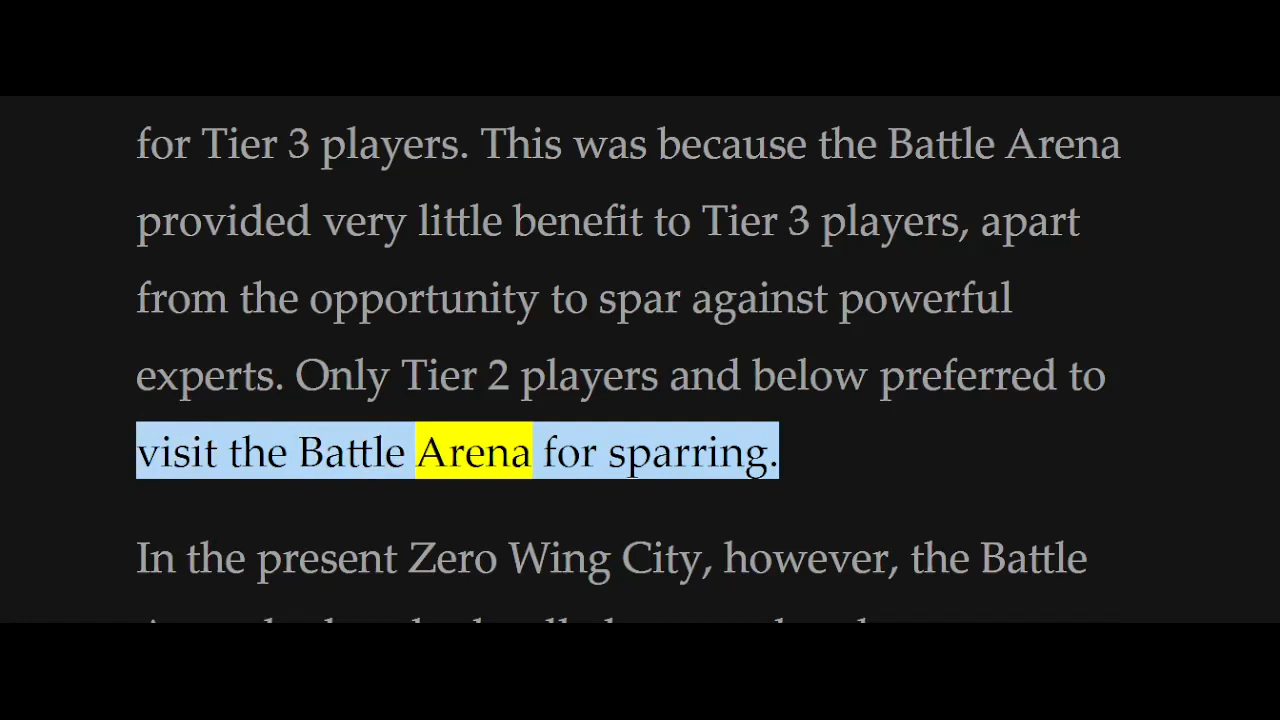 for Tier 3 players. This was because the Battle Arena
provided very little benefit to Tier 3 players, apart
from the opportunity to spar against powerful
experts. Only Tier 2 players and below preferred to
visit the Battle Arena for sparring.
In the present Zero Wing City, however, the Battle